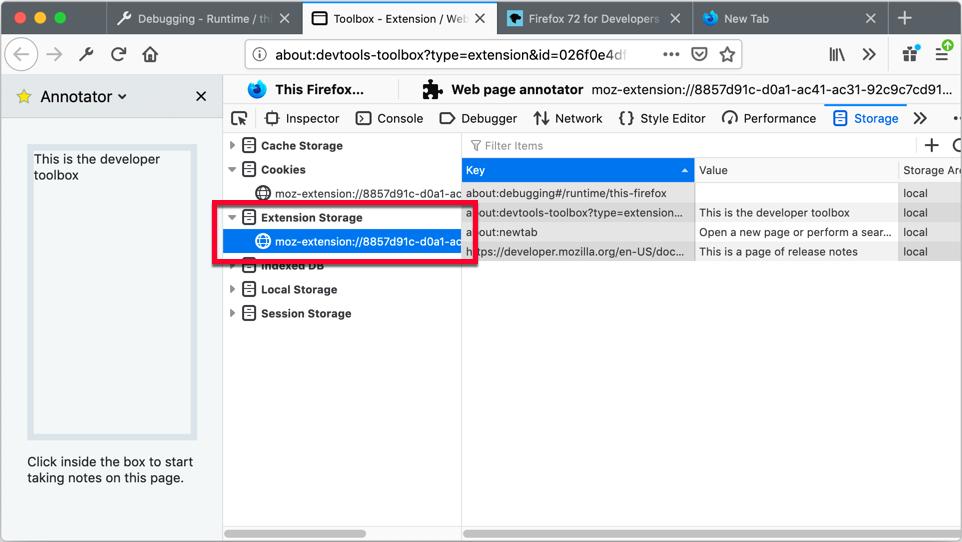 Debugging - Runtime / thi
Toolbox - Extension / Web
Firefox 72 for Developers
New Tab
about:devtools-toolbox?type=extension&id=026f0e4df
Annotator
This Firefox...
Web page annotator
moz-extension://8857d91c-d0a1-ac41-ac31-92c9c7cd91...
Inspector
Console
Debugger
Network
Style Editor
Performance
Storage
This is the developer
toolbox
Click inside the box to start
taking notes on this page.
Cache Storage
Cookies
moz-extension://8857d91c-d0a1-ac
Extension Storage
moz-extension://8857d91c-d0a1-ac
Indexed DB
Local Storage
Session Storage
Filter Items
Key
Value
Storage Are
about:debugging#/runtime/this-firefox
local
about:devtools-toolbox?type=extension...
This is the developer toolbox
local
about:newtab
Open a new page or perform a sear...
local
https://developer.mozilla.org/en-US/doc...
This is a page of release notes
local